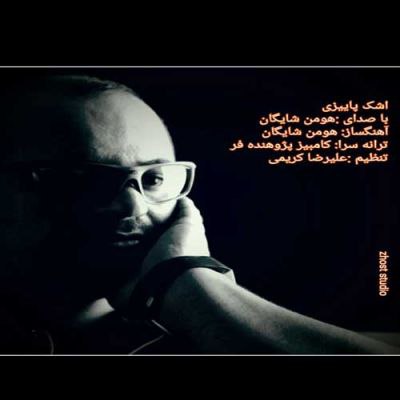 اشک پاییزی
با صدای :هومن شایگان
آهنگساز: هومن شایگان
ترانه سرا: کامبیز پژوهنده فر
تنظیم :علیرضا کریمی
zhost studio